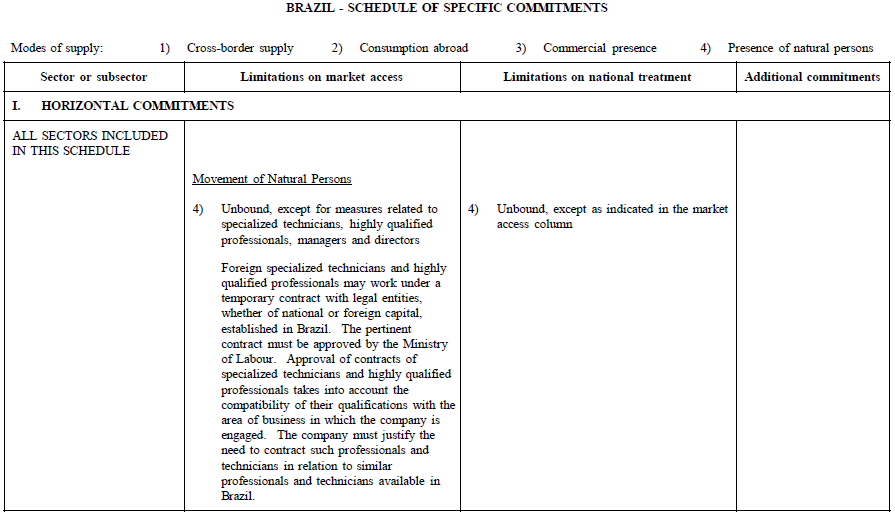 BRAZIL - SCHEDULE OF SPECIFIC COMMITMENTS
Modes of supply: 1) Cross-border supply 2) Consumption abroad 3) Commercial presence 4) Presence of natural persons
Sector or subsector
Limitations on market access
Limitations on national treatment
Additional commitments
I. HORIZONTAL COMMITMENTS
ALL SECTORS INCLUDED
IN THIS SCHEDULE
Movement of Natural Persons
4) Unbound, except for measures related to
specialized technicians, highly qualified
professionals, managers and directors
Foreign specialized technicians and highly
qualified professionals may work under a
temporary contract with legal entities,
whether of national or foreign capital,
established in Brazil. The pertinent
contract must be approved by the Ministry
of Labour. Approval of contracts of
specialized technicians and highly qualified
professionals takes into account the
compatibility of their qualifications with the
area of business in which the company is
engaged. The company must justify the
need to contract such professionals and
technicians in relation to similar
professionals and technicians available in
Brazil.
4) Unbound, except as indicated in the market
access column